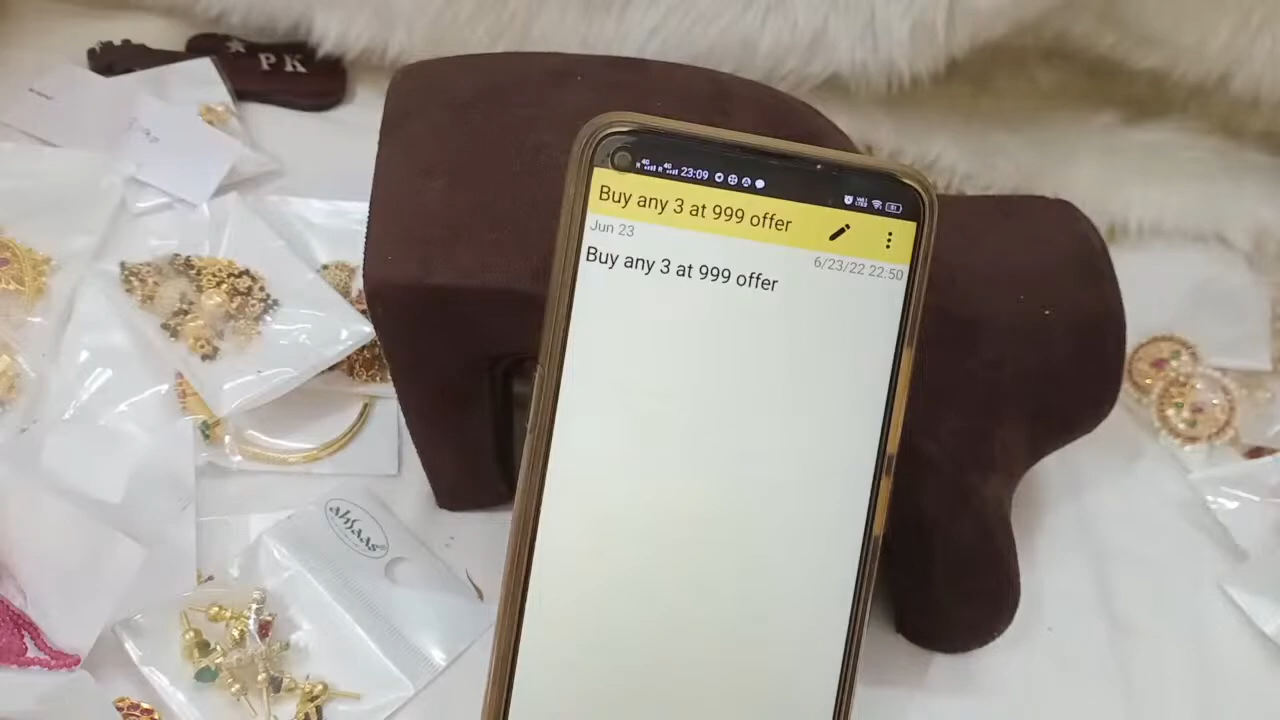 PK
23:09
Buy any 3 at 999 offer
Jun 23
6/23/22 22:50
Buy any 3 at 999 offer
ahsaas